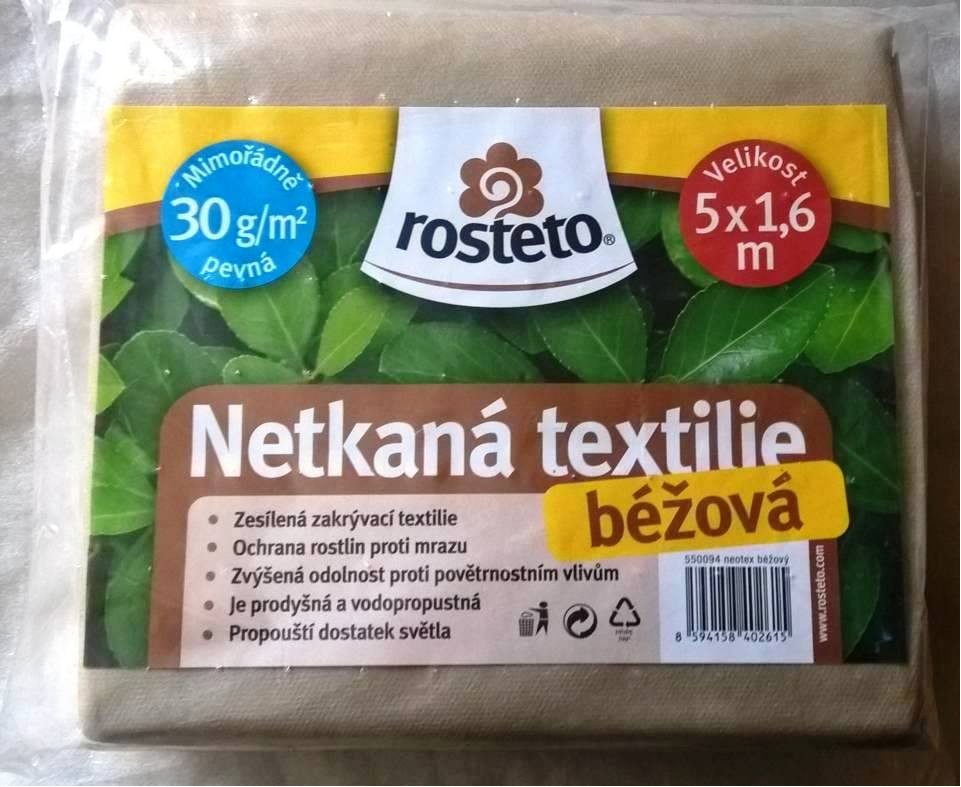 Mimořádně
30 g/m²
pevná
rosteto®
Velikost
5 x 1,6
m
Netkaná textilie
béžová
• Zesílená zakrývací textilie
• Ochrana rostlin proti mrazu
• Zvýšená odolnost proti povětrnostním vlivům
• Je prodyšná a vodopropustná
• Propouští dostatek světla
550094 neotex béžový
8 594158 402615
www.rosteto.com